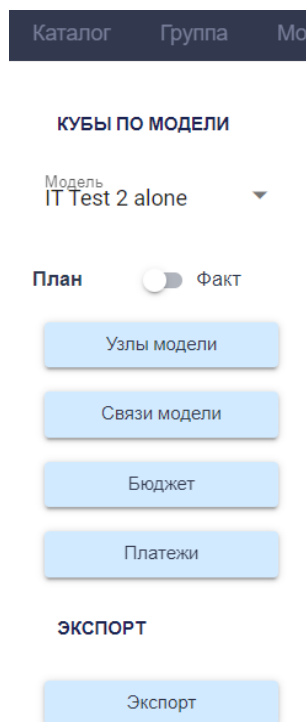 Каталог Группа Мо
КУБЫ ПО МОДЕЛИ
Модель
IT Test 2 alone
План Факт
Узлы модели
Связи модели
Бюджет
Платежи
ЭКСПОРТ
Экспорт